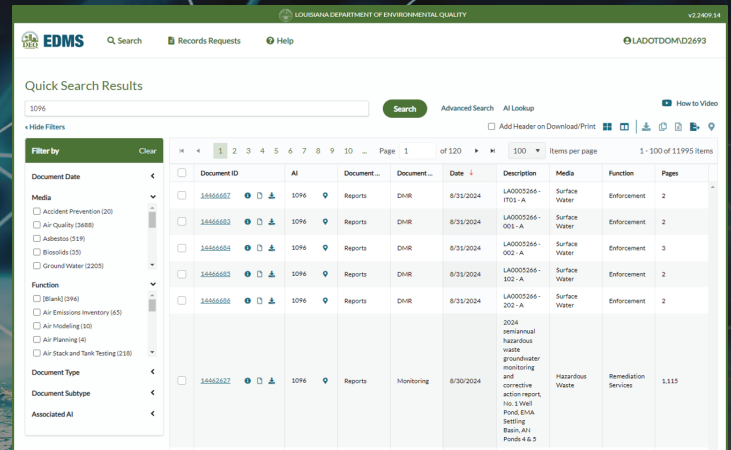 LOUISIANA DEPARTMENT OF ENVIRONMENTAL QUALITY
v2.2409.14
DEQ EDMS
Search
Records Requests
Help
LADOTDOM\D2693
Quick Search Results
1096
Search
Advanced Search
AI Lookup
How to Video
‹ Hide Filters
Add Header on Download/Print
Filter by
Clear
1 2 3 4 5 6 7 8 9 10 ... Page 1 of 120
100 items per page
1 - 100 of 11995 items
Document Date
Media
Accident Prevention (20)
Air Quality (3688)
Asbestos (519)
Biosolids (35)
Ground Water (2205)
Function
[Blank] (396)
Air Emissions Inventory (65)
Air Modeling (10)
Air Planning (4)
Air Stack and Tank Testing (218)
Document Type
Document Subtype
Associated AI
Document ID AI Document ... Document... Date ↓ Description Media Function Pages
14466687 1096 Reports DMR 8/31/2024 LA0005266 - IT01 - A Surface Water Enforcement 2
14466683 1096 Reports DMR 8/31/2024 LA0005266 - 001 - A Surface Water Enforcement 2
14466684 1096 Reports DMR 8/31/2024 LA0005266 - 002 - A Surface Water Enforcement 3
14466685 1096 Reports DMR 8/31/2024 LA0005266 - 102 - A Surface Water Enforcement 2
14466686 1096 Reports DMR 8/31/2024 LA0005266 - 202 - A Surface Water Enforcement 2
14462627 1096 Reports Monitoring 8/30/2024 2024 semiannual hazardous waste groundwater monitoring and corrective action report, No. 1 Well Pond, EMA Settling Basin, AN Ponds 4 & 5 Hazardous Waste Remediation Services 1,115